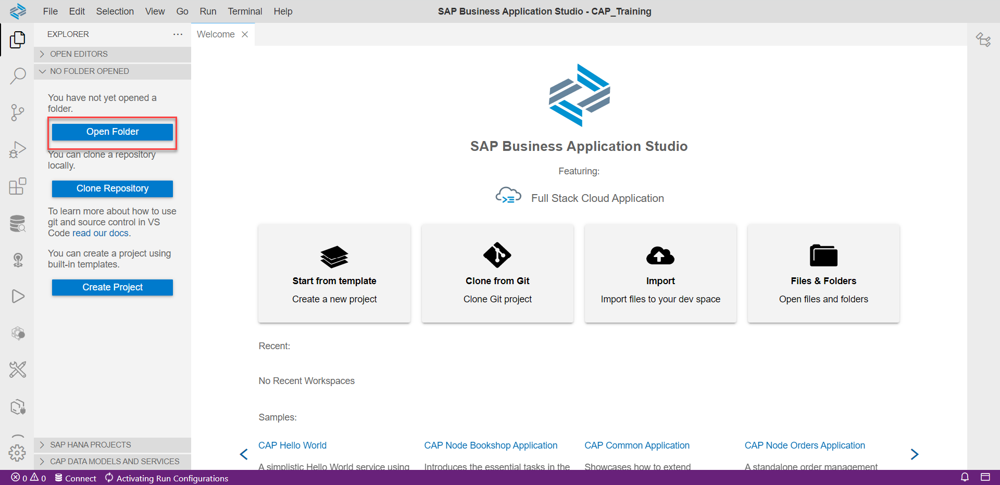 File Edit Selection View Go Run Terminal Help
SAP Business Application Studio - CAP_Training
EXPLORER
OPEN EDITORS
NO FOLDER OPENED
You have not yet opened a
folder.
Open Folder
You can clone a repository
locally.
Clone Repository
To learn more about how to use
git and source control in VS
Code read our docs.
You can create a project using
built-in templates.
Create Project
SAP HANA PROJECTS
CAP DATA MODELS AND SERVICES
Welcome
SAP Business Application Studio
Featuring:
Full Stack Cloud Application
Start from template
Create a new project
Clone from Git
Clone Git project
Import
Import files to your dev space
Files & Folders
Open files and folders
Recent:
No Recent Workspaces
Samples:
CAP Hello World
A simplistic Hello World service using
CAP Node Bookshop Application
Introduces the essential tasks in the
CAP Common Application
Showcases how to extend
CAP Node Orders Application
A standalone order management
0 0 Connect Activating Run Configurations